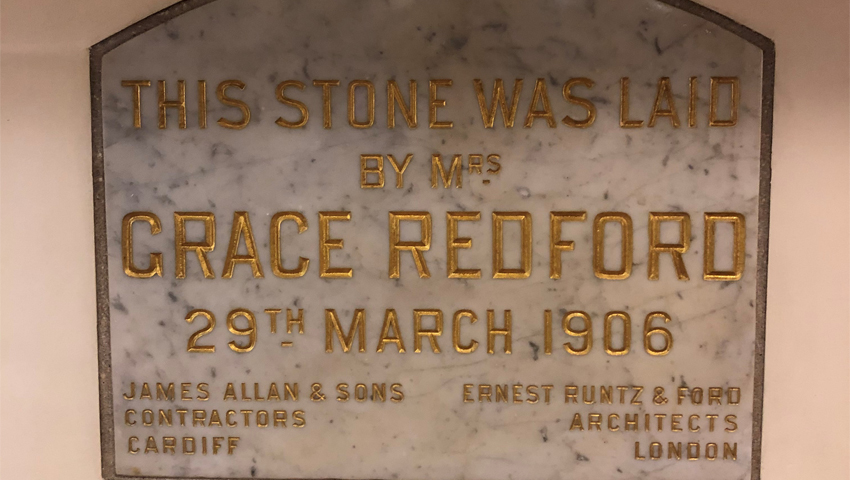 THIS STONE WAS LAID
BY MRS
GRACE REDFORD
29TH MARCH 1906
JAMES ALLAN & SONS
CONTRACTORS
CARDIFF
ERNEST RUNTZ & FORD
ARCHITECTS
LONDON